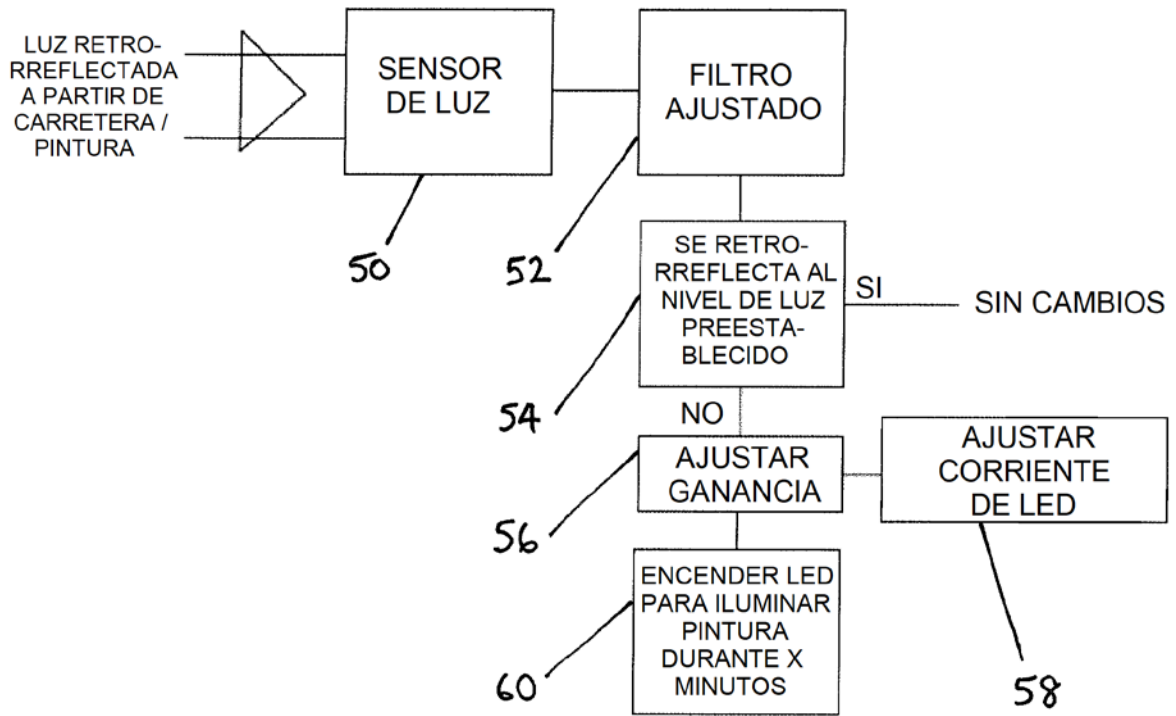 LUZ RETRO-
RREFLECTADA
A PARTIR DE
CARRETERA /
PINTURA
SENSOR
DE LUZ
FILTRO
AJUSTADO
50
52
SE RETRO-
RREFLECTA AL
NIVEL DE LUZ
PREESTA-
BLECIDO
SI
SIN CAMBIOS
54
NO
AJUSTAR
GANANCIA
AJUSTAR
CORRIENTE
DE LED
56
ENCENDER LED
PARA ILUMINAR
PINTURA
DURANTE X
MINUTOS
60
58